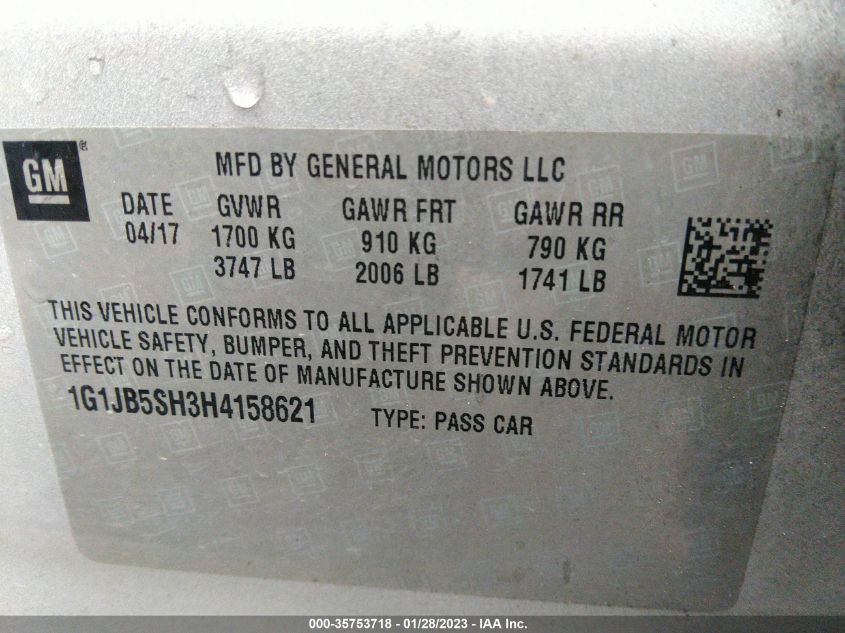 GM ®
MFD BY GENERAL MOTORS LLC
DATE GVWR GAWR FRT GAWR RR
04/17 1700 KG 910 KG 790 KG
3747 LB 2006 LB 1741 LB
THIS VEHICLE CONFORMS TO ALL APPLICABLE U.S. FEDERAL MOTOR
VEHICLE SAFETY, BUMPER, AND THEFT PREVENTION STANDARDS IN
EFFECT ON THE DATE OF MANUFACTURE SHOWN ABOVE.
1G1JB5SH3H4158621 TYPE: PASS CAR
000-35753718 - 01/28/2023 - IAA Inc.